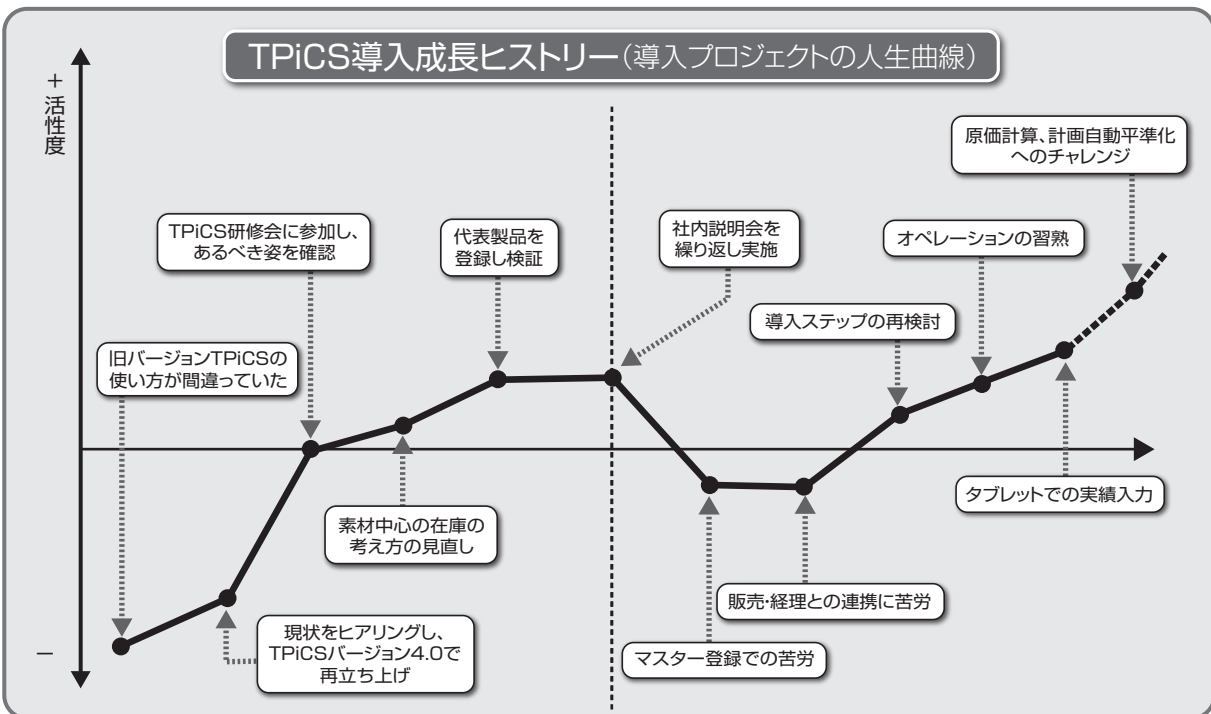 TPiCS導入成長ヒストリー(導入プロジェクトの人生曲線)
+
活性度
−
旧バージョンTPiCSの
使い方が間違っていた
現状をヒアリングし、
TPiCSバージョン4.0で
再立ち上げ
TPiCS研修会に参加し、
あるべき姿を確認
素材中心の在庫の
考え方の見直し
代表製品を
登録し検証
社内説明会を
繰り返し実施
マスター登録での苦労
販売・経理との連携に苦労
導入ステップの再検討
オペレーションの習熟
タブレットでの実績入力
原価計算、計画自動平準化
へのチャレンジ